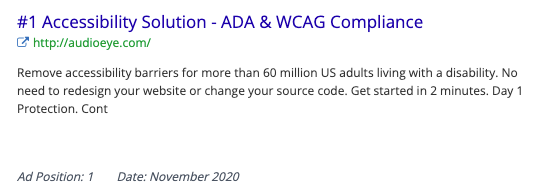 #1 Accessibility Solution - ADA & WCAG Compliance
http://audioeye.com/
Remove accessibility barriers for more than 60 million US adults living with a disability. No
need to redesign your website or change your source code. Get started in 2 minutes. Day 1
Protection. Cont
Ad Position: 1 Date: November 2020